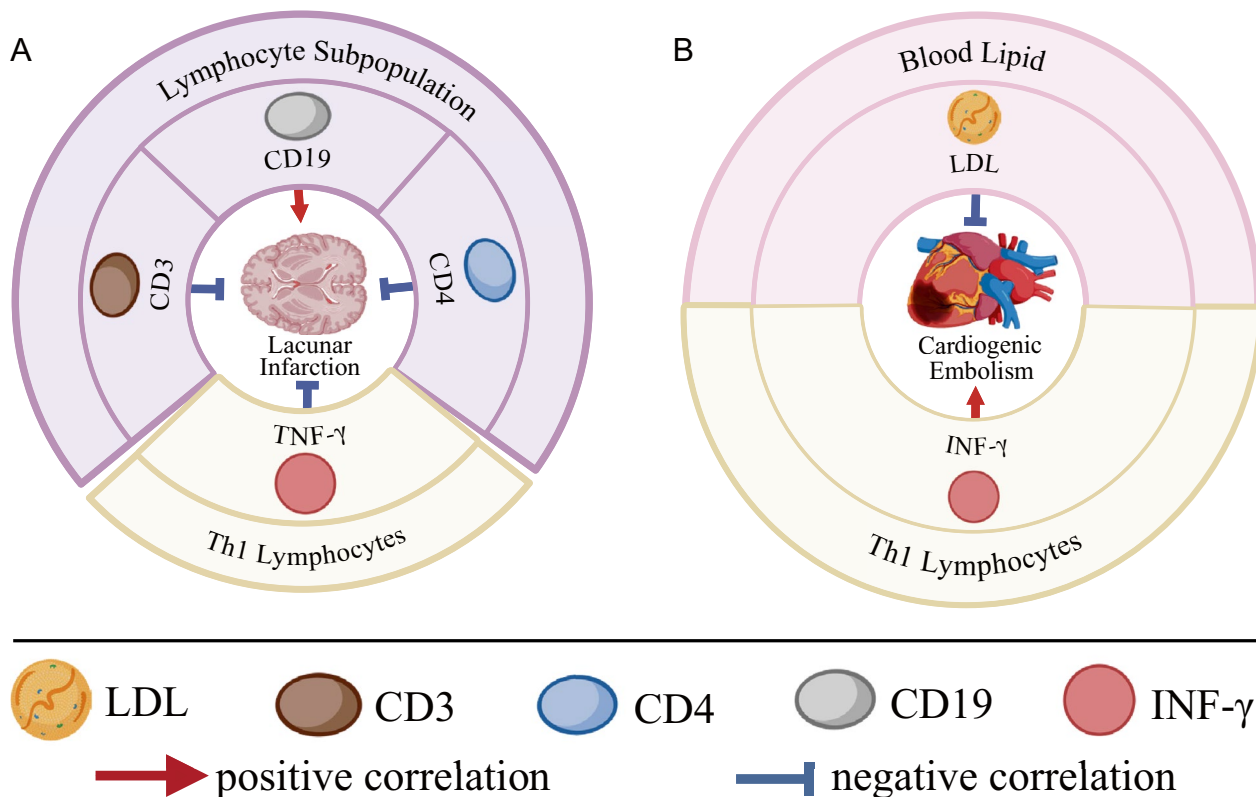 A
Lymphocyte Subpopulation
CD19
CD3
CD4
Lacunar
Infarction
TNF-γ
Th1 Lymphocytes
B
Blood Lipid
LDL
Cardiogenic
Embolism
INF-γ
Th1 Lymphocytes
LDL
CD3
CD4
CD19
INF-γ
positive correlation
negative correlation